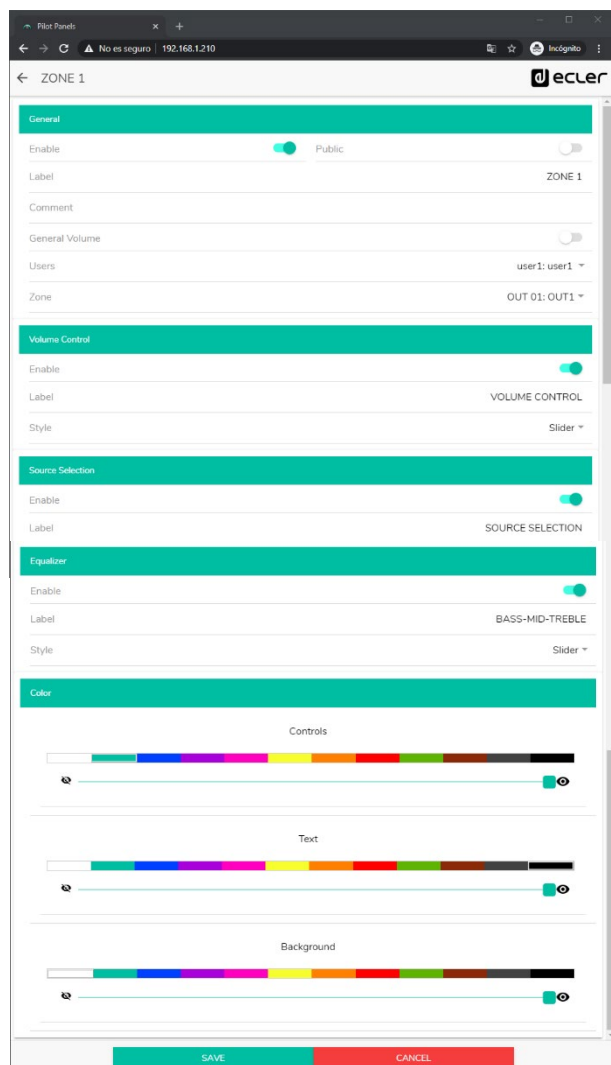 Pilot Panels
No es seguro | 192.168.1.210
Incógnito
ZONE 1
ecler
General
Enable
Public
Label
ZONE 1
Comment
General Volume
Users
user1: user1
Zone
OUT 01: OUT1
Volume Control
Enable
Label
VOLUME CONTROL
Style
Slider
Source Selection
Enable
Label
SOURCE SELECTION
Equalizer
Enable
Label
BASS-MID-TREBLE
Style
Slider
Color
Controls
Text
Background
SAVE
CANCEL